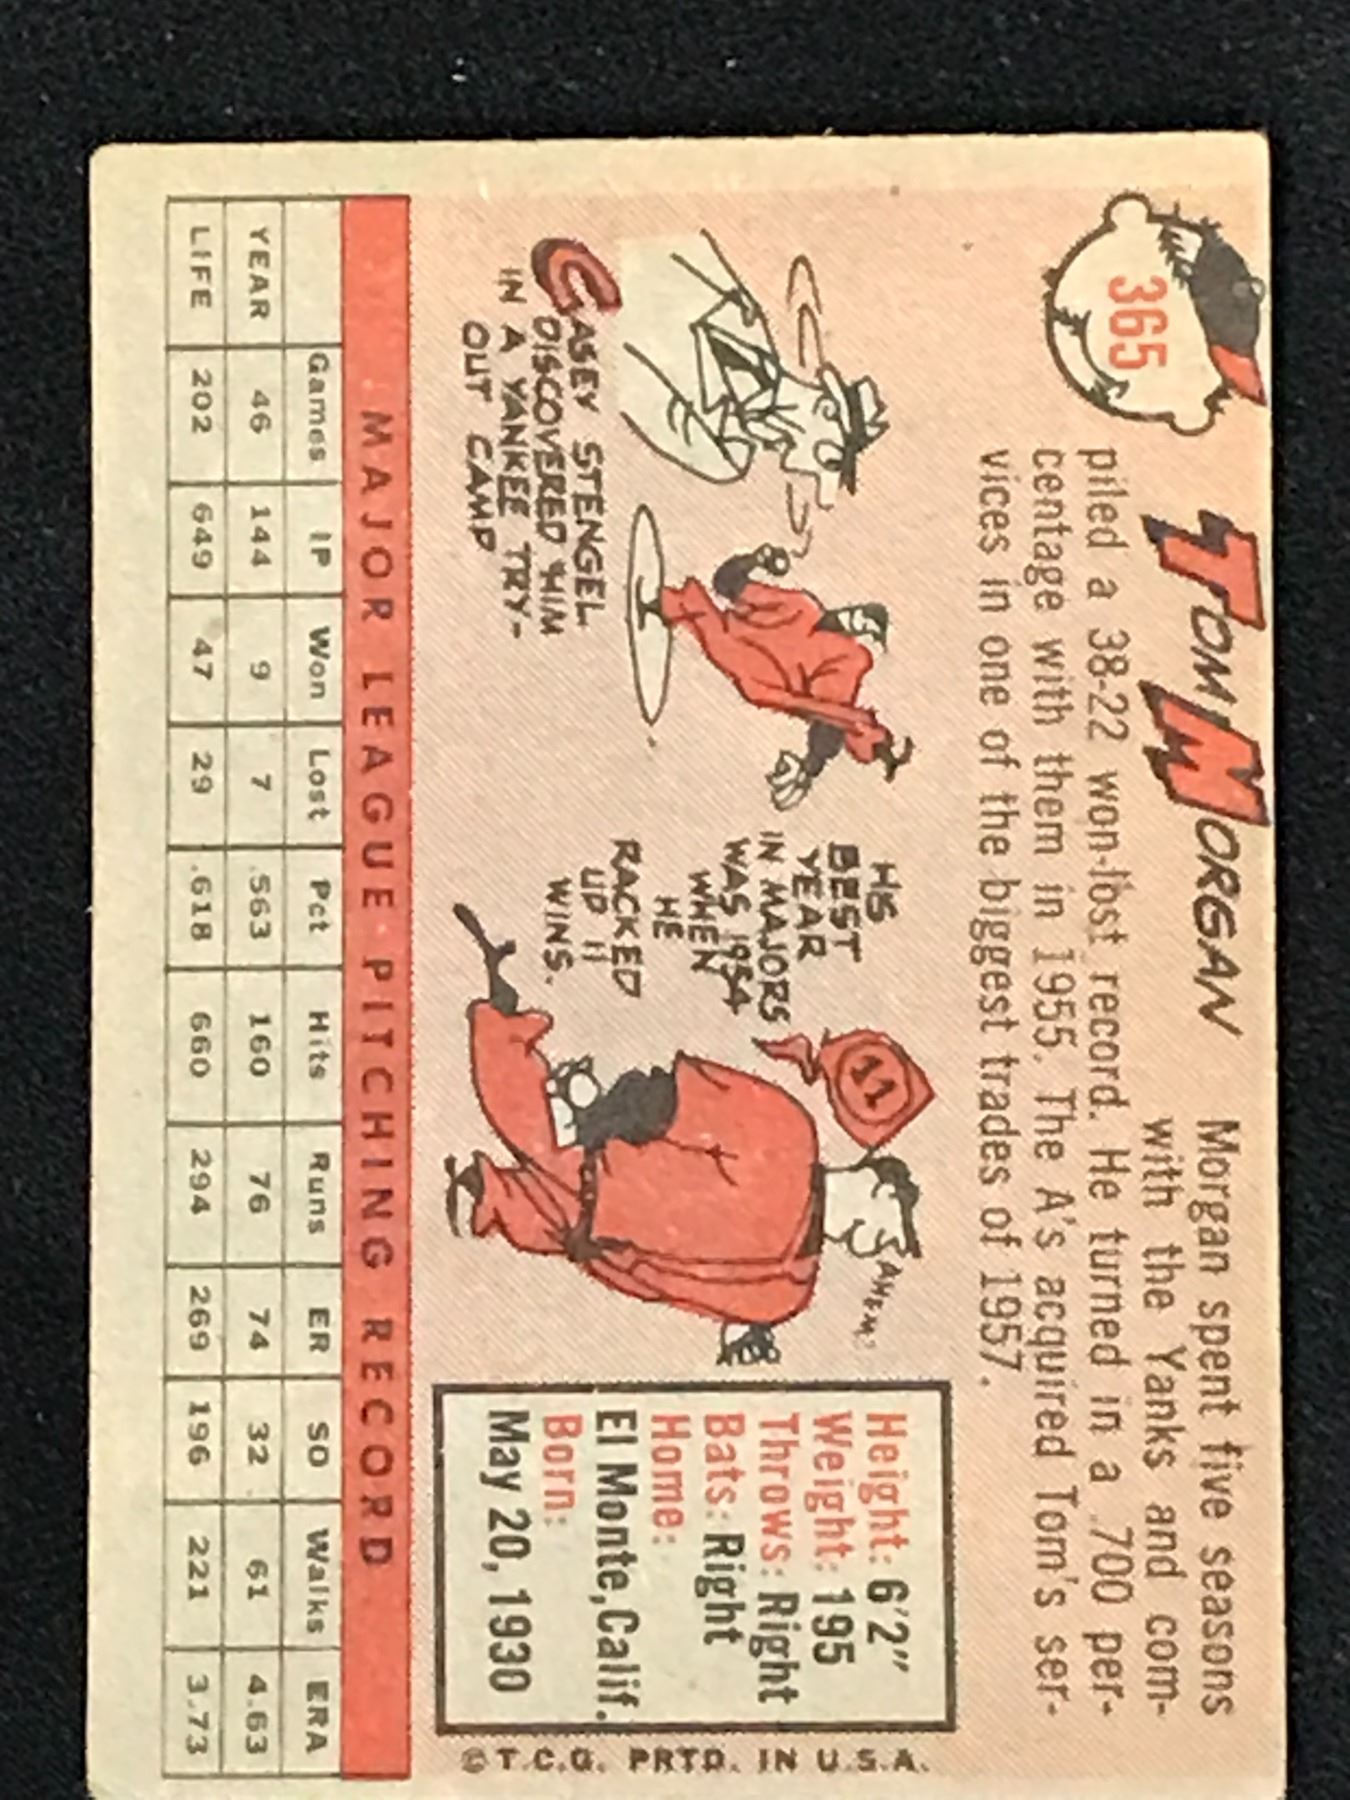 365
TOM MORGAN
Morgan spent five seasons
with the Yanks and com-
piled a 38-22 won-lost record. He turned in a .700 per-
centage with them in 1955. The A's acquired Tom's ser-
vices in one of the biggest trades of 1957.
CASEY STENGEL
DISCOVERED HIM
IN A YANKEE TRY-
OUT CAMP
HIS
BEST
YEAR
IN MAJORS
WAS 1954
WHEN
HE
RACKED
UP 11
WINS.
11
AHEM!
Height: 6'2"
Weight: 195
Throws: Right
Bats: Right
Home:
El Monte, Calif.
Born:
May 20, 1930
© T.C.G. PRTD. IN U.S.A.
MAJOR LEAGUE PITCHING RECORD
Games IP Won Lost Pct Hits Runs ER SO Walks ERA
YEAR 46 144 9 7 .563 160 76 74 32 61 4.63
LIFE 202 649 47 29 .618 660 294 269 196 221 3.73